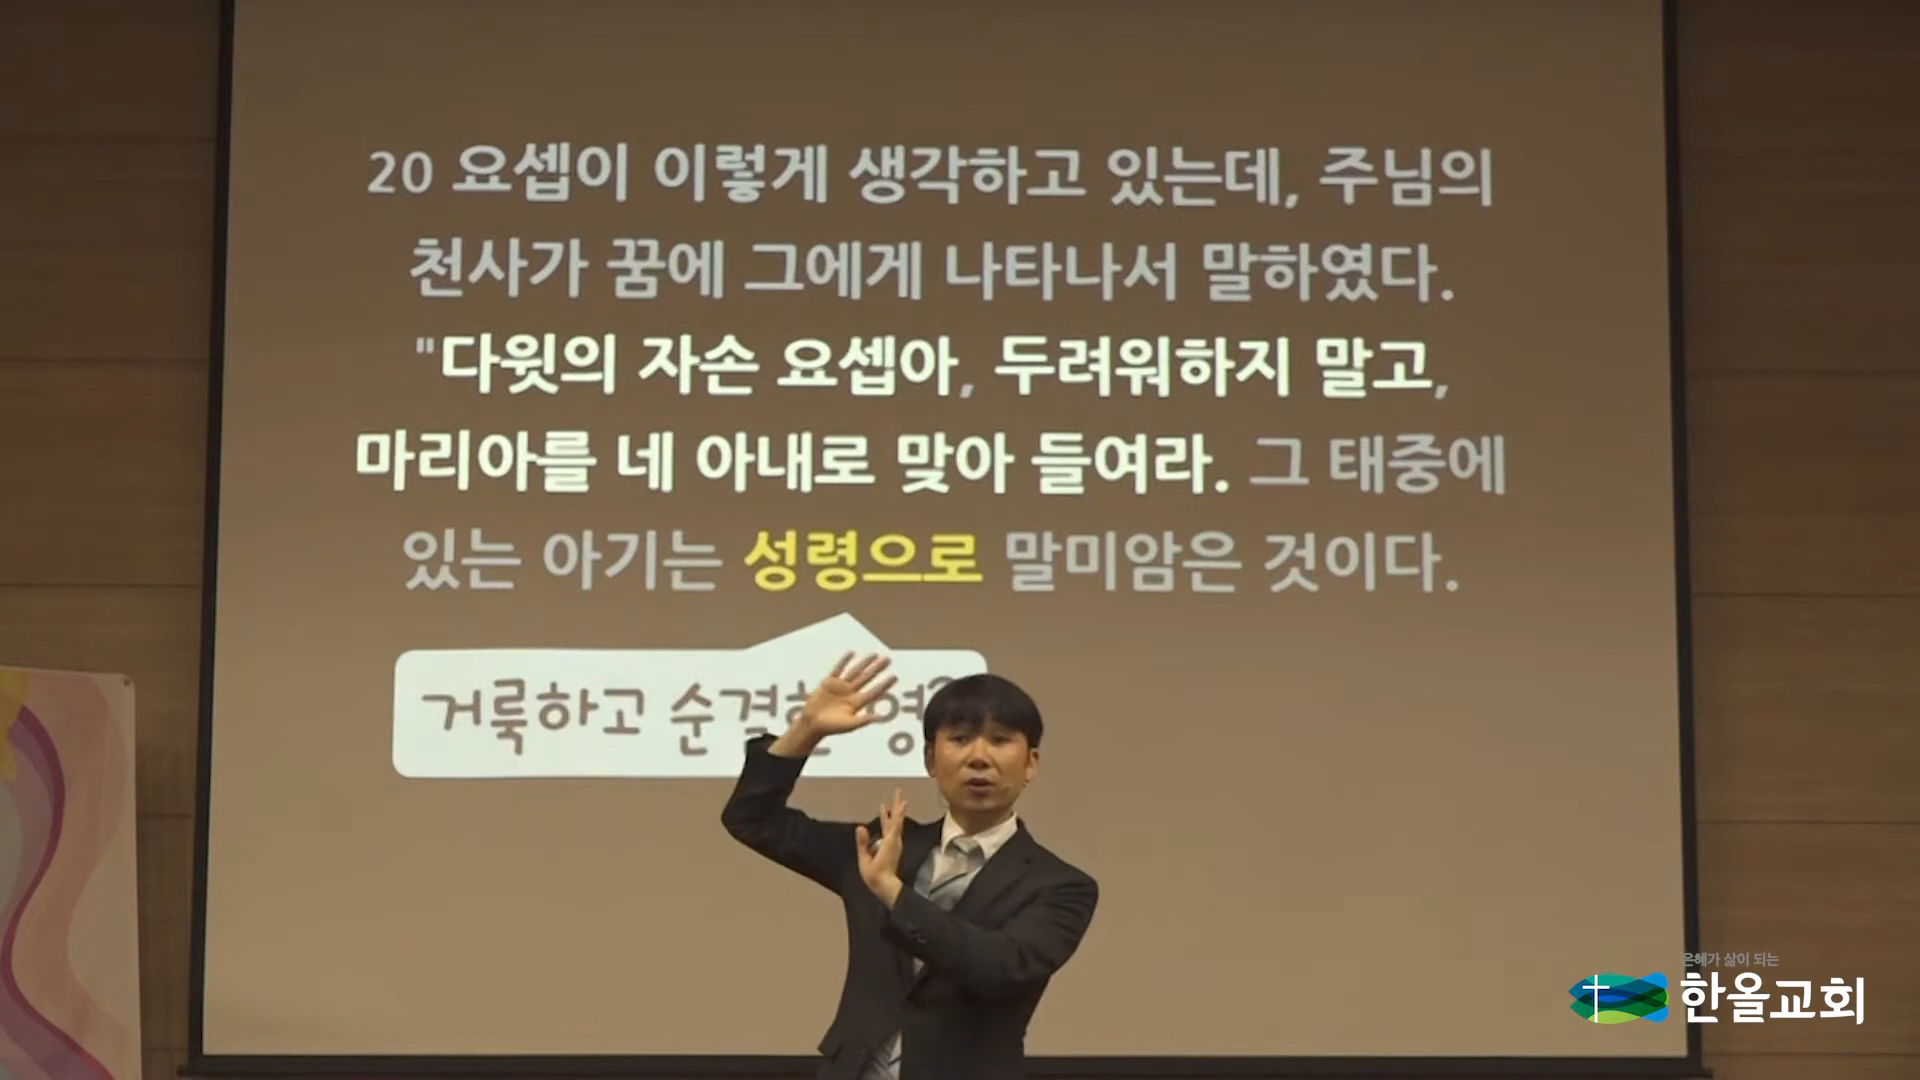 20 요셉이 이렇게 생각하고 있는데, 주님의
천사가 꿈에 그에게 나타나서 말하였다.
"다윗의 자손 요셉아, 두려워하지 말고,
마리아를 네 아내로 맞아 들여라. 그 태중에
있는 아기는 성령으로 말미암은 것이다.
거룩하고 순결한 영?
은혜가 삶이 되는
한올교회